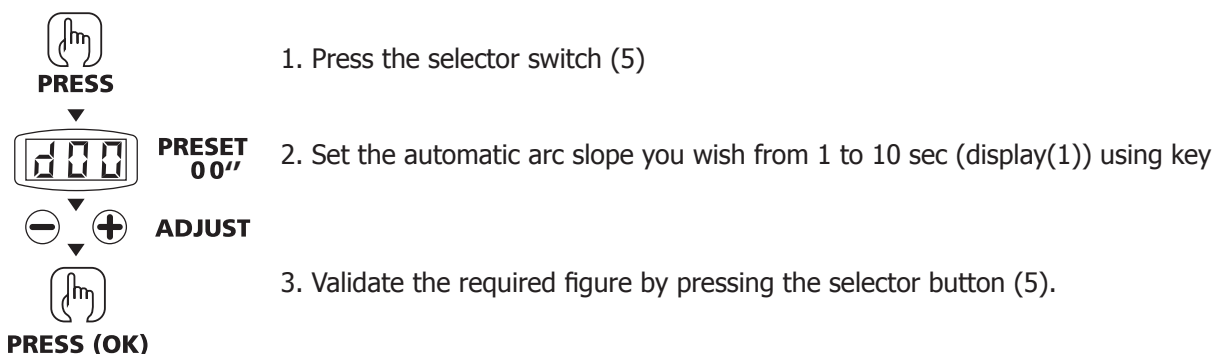 PRESS
1. Press the selector switch (5)
d00
PRESET
00″
2. Set the automatic arc slope you wish from 1 to 10 sec (display(1)) using key
ADJUST
3. Validate the required figure by pressing the selector button (5).
PRESS (OK)